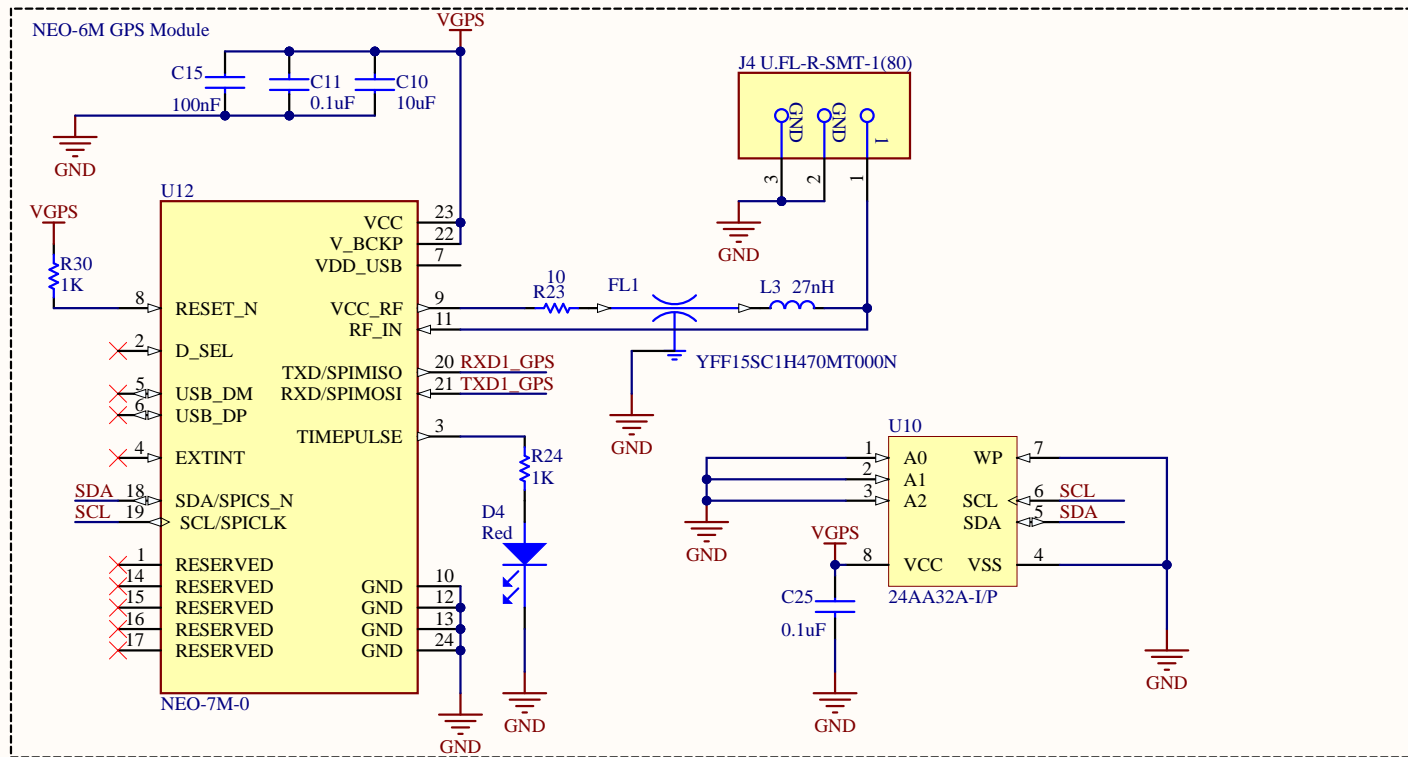 NEO-6M GPS Module
VGPS
C15
100nF
C11
0.1uF
C10
10uF
GND
J4 U.FL-R-SMT-1(80)
GND
GND
1
3
2
1
GND
U12
VGPS
R30
1K
VCC
23
V_BCKP
22
VDD_USB
7
8
RESET_N
VCC_RF
9
RF_IN
11
10
R23
FL1
L3 27nH
YFF15SC1H470MT000N
GND
2
D_SEL
TXD/SPIMISO
20
RXD1_GPS
5
USB_DM
RXD/SPIMOSI
21
TXD1_GPS
6
USB_DP
TIMEPULSE
3
4
EXTINT
R24
1K
SDA
18
SDA/SPICS_N
SCL
19
SCL/SPICLK
D4
Red
1
RESERVED
14
RESERVED
GND
10
15
RESERVED
GND
12
16
RESERVED
GND
13
17
RESERVED
GND
24
NEO-7M-0
GND
GND
U10
1
A0
WP
7
2
A1
3
A2
SCL
6
SCL
SDA
5
SDA
GND
VGPS
8
VCC
VSS
4
24AA32A-I/P
C25
0.1uF
GND
GND